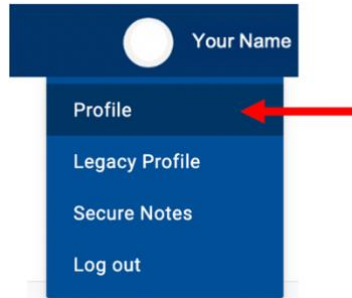 Your Name
Profile
Legacy Profile
Secure Notes
Log out